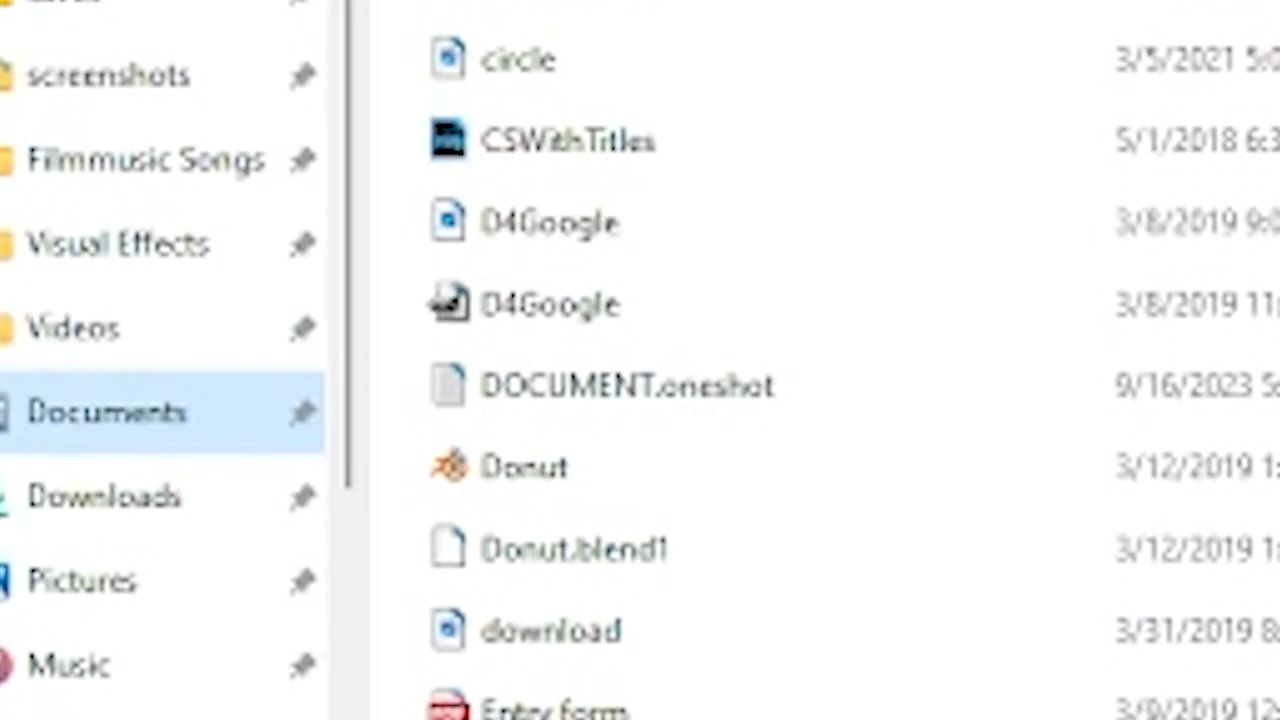 screenshots
Filmmusic Songs
Visual Effects
Videos
Documents
Downloads
Pictures
Music
circle 3/5/2021
CSWithTitles 5/1/2018
D4Google 3/8/2019
D4Google 3/8/2019
DOCUMENT.oneshot 9/16/2023
Donut 3/12/2019
Donut.blend1 3/12/2019
download 3/31/2019
Entry form 3/9/2019